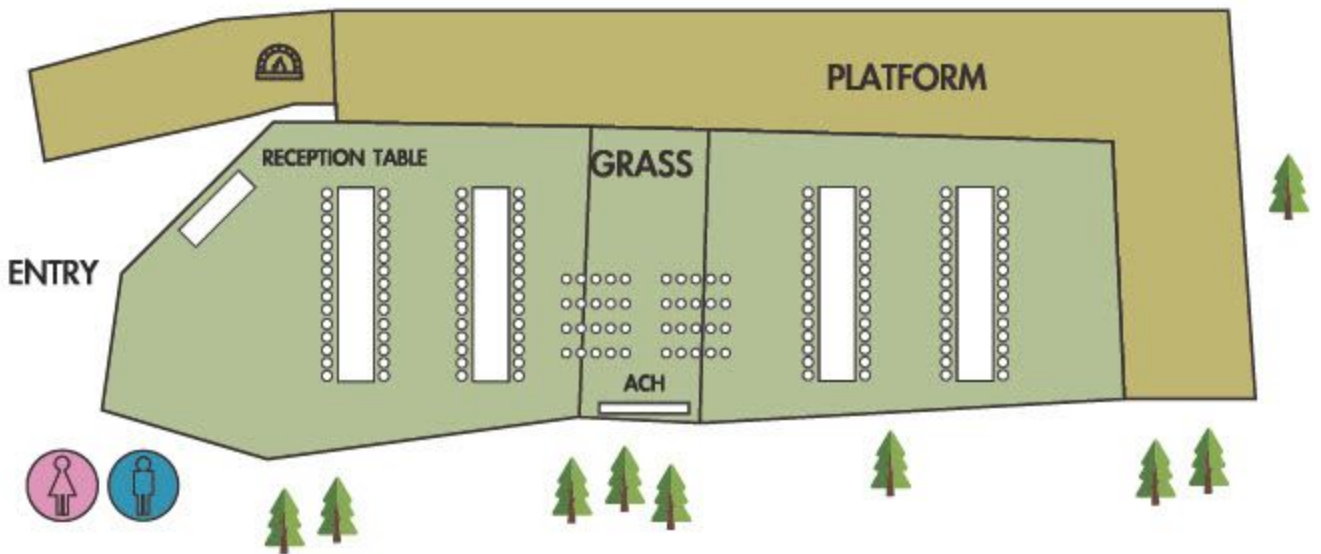 PLATFORM
RECEPTION TABLE
GRASS
ENTRY
ACH